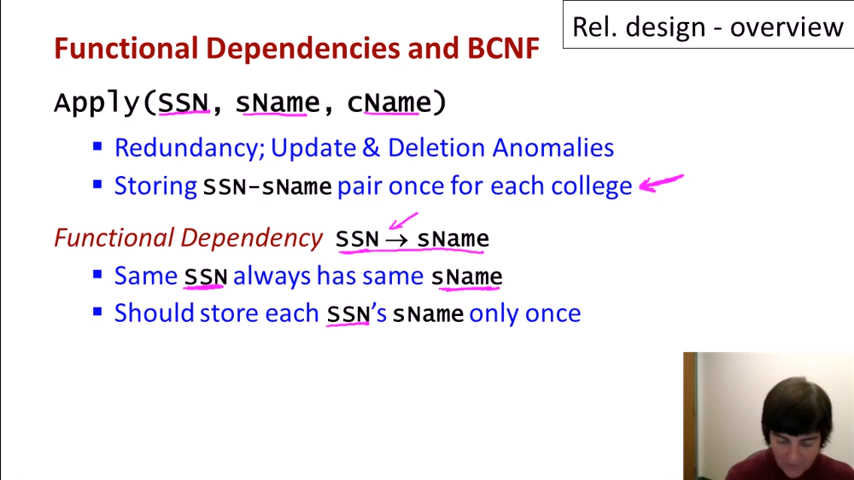 Rel. design - overview
Functional Dependencies and BCNF
Apply(SSN, sName, cName)
▪ Redundancy; Update & Deletion Anomalies
▪ Storing SSN-sName pair once for each college
Functional Dependency SSN → sName
▪ Same SSN always has same sName
▪ Should store each SSN’s sName only once